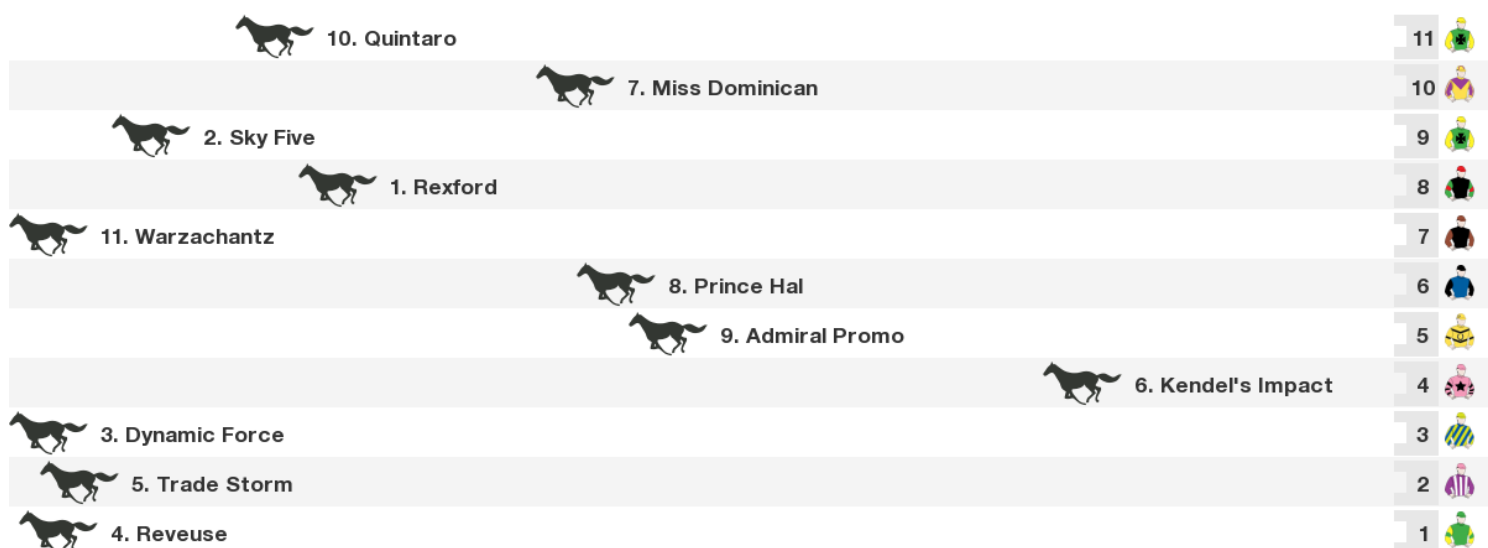 10. Quintaro 11
7. Miss Dominican 10
2. Sky Five 9
1. Rexford 8
11. Warzachantz 7
8. Prince Hal 6
9. Admiral Promo 5
6. Kendel's Impact 4
3. Dynamic Force 3
5. Trade Storm 2
4. Reveuse 1